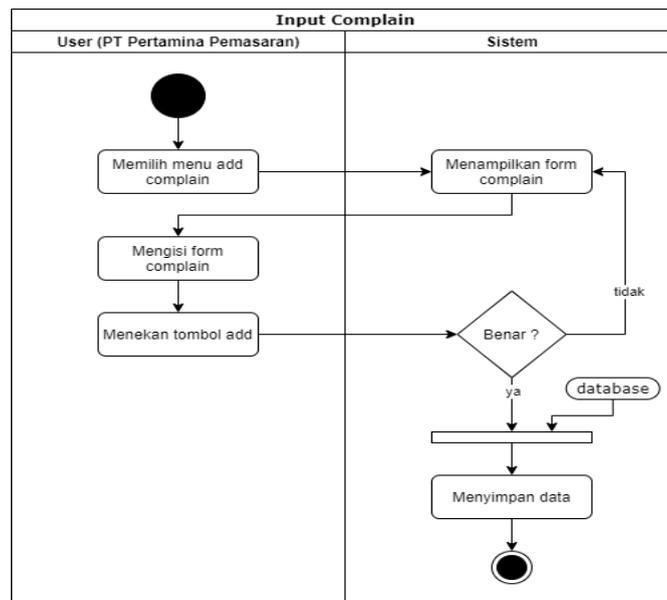 Input Complain
User (PT Pertamina Pemasaran)
Sistem
Memilih menu add
complain
Menampilkan form
complain
Mengisi form
complain
tidak
Menekan tombol add
Benar ?
ya
database
Menyimpan data